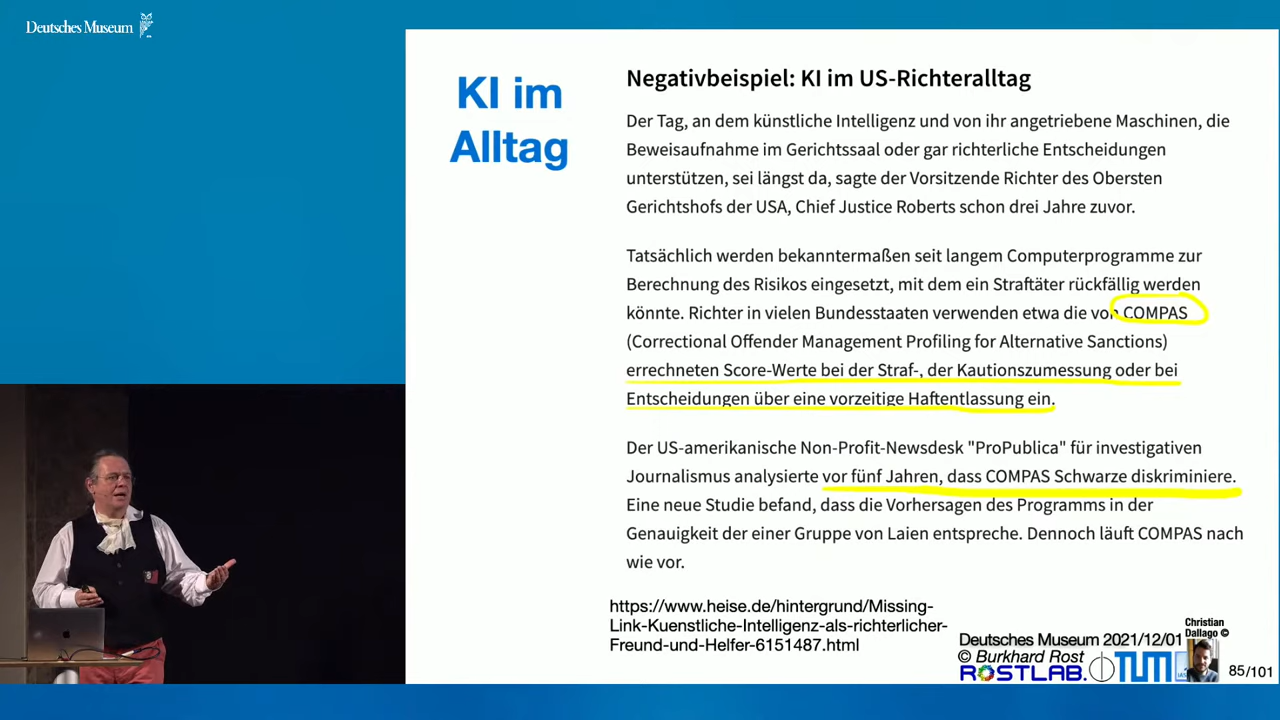 Deutsches Museum
KI im
Alltag
Negativbeispiel: KI im US-Richteralltag
Der Tag, an dem künstliche Intelligenz und von ihr angetriebene Maschinen, die
Beweisaufnahme im Gerichtssaal oder gar richterliche Entscheidungen
unterstützen, sei längst da, sagte der Vorsitzende Richter des Obersten
Gerichtshofs der USA, Chief Justice Roberts schon drei Jahre zuvor.
Tatsächlich werden bekanntermaßen seit langem Computerprogramme zur
Berechnung des Risikos eingesetzt, mit dem ein Straftäter rückfällig werden
könnte. Richter in vielen Bundesstaaten verwenden etwa die von COMPAS
(Correctional Offender Management Profiling for Alternative Sanctions)
errechneten Score-Werte bei der Straf-, der Kautionszumessung oder bei
Entscheidungen über eine vorzeitige Haftentlassung ein.
Der US-amerikanische Non-Profit-Newsdesk "ProPublica" für investigativen
Journalismus analysierte vor fünf Jahren, dass COMPAS Schwarze diskriminiere.
Eine neue Studie befand, dass die Vorhersagen des Programms in der
Genauigkeit der einer Gruppe von Laien entspreche. Dennoch läuft COMPAS nach
wie vor.
https://www.heise.de/hintergrund/Missing-
Link-Kuenstliche-Intelligenz-als-richterlicher-
Freund-und-Helfer-6151487.html
Christian
Dallago ©
Deutsches Museum 2021/12/01
© Burkhard Rost
ROSTLAB. TUM IAS
85/101